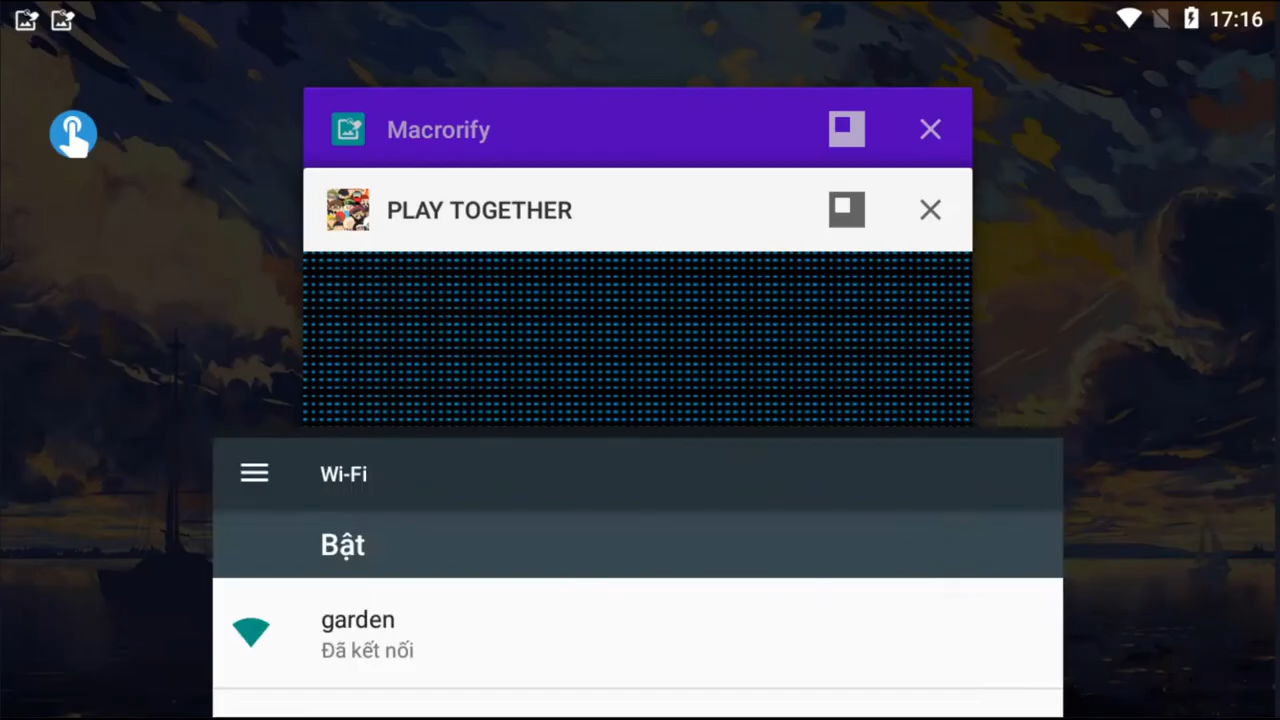 17:16
Macrorify
PLAY TOGETHER
Wi-Fi
Bật
garden
Đã kết nối